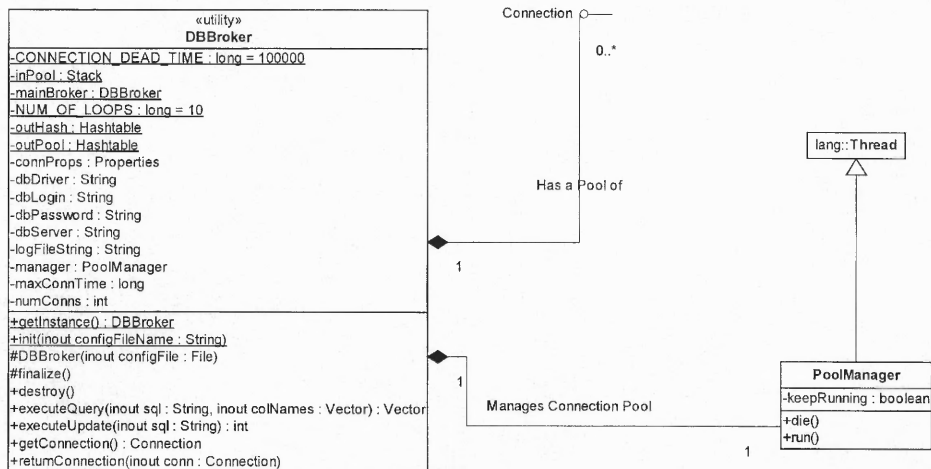 «utility»
DBBroker
-CONNECTION_DEAD_TIME : long = 100000
-inPool : Stack
-mainBroker : DBBroker
-NUM_OF_LOOPS : long = 10
-outHash : Hashtable
-outPool : Hashtable
-connProps : Properties
-dbDriver : String
-dbLogin : String
-dbPassword : String
-dbServer : String
-logFileString : String
-manager : PoolManager
-maxConnTime : long
-numConns : int
+getInstance() : DBBroker
+init(inout configFileName : String)
#DBBroker(inout configFile : File)
#finalize()
+destroy()
+executeQuery(inout sql : String, inout colNames : Vector) : Vector
+executeUpdate(inout sql : String) : int
+getConnection() : Connection
+returnConnection(inout conn : Connection)
Connection
0..*
Has a Pool of
1
1
Manages Connection Pool
1
lang::Thread
PoolManager
-keepRunning : boolean
+die()
+run()